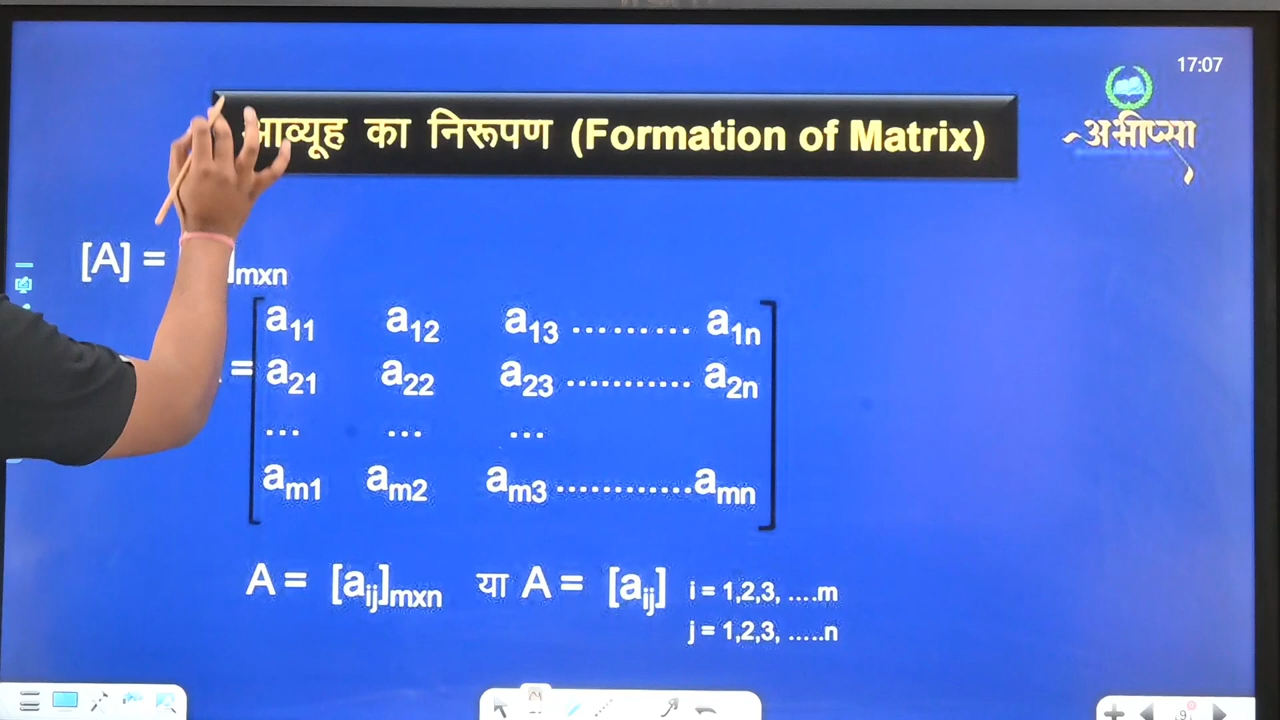 17:07
आव्यूह का निरूपण (Formation of Matrix)
अभीप्सा
[A] = ]mxn
= a11 a12 a13 ......... a1n
a21 a22 a23 ........... a2n
... ... ...
am1 am2 am3 ............amn
A = [aij]mxn या A = [aij] i = 1,2,3, ....m
j = 1,2,3, .....n